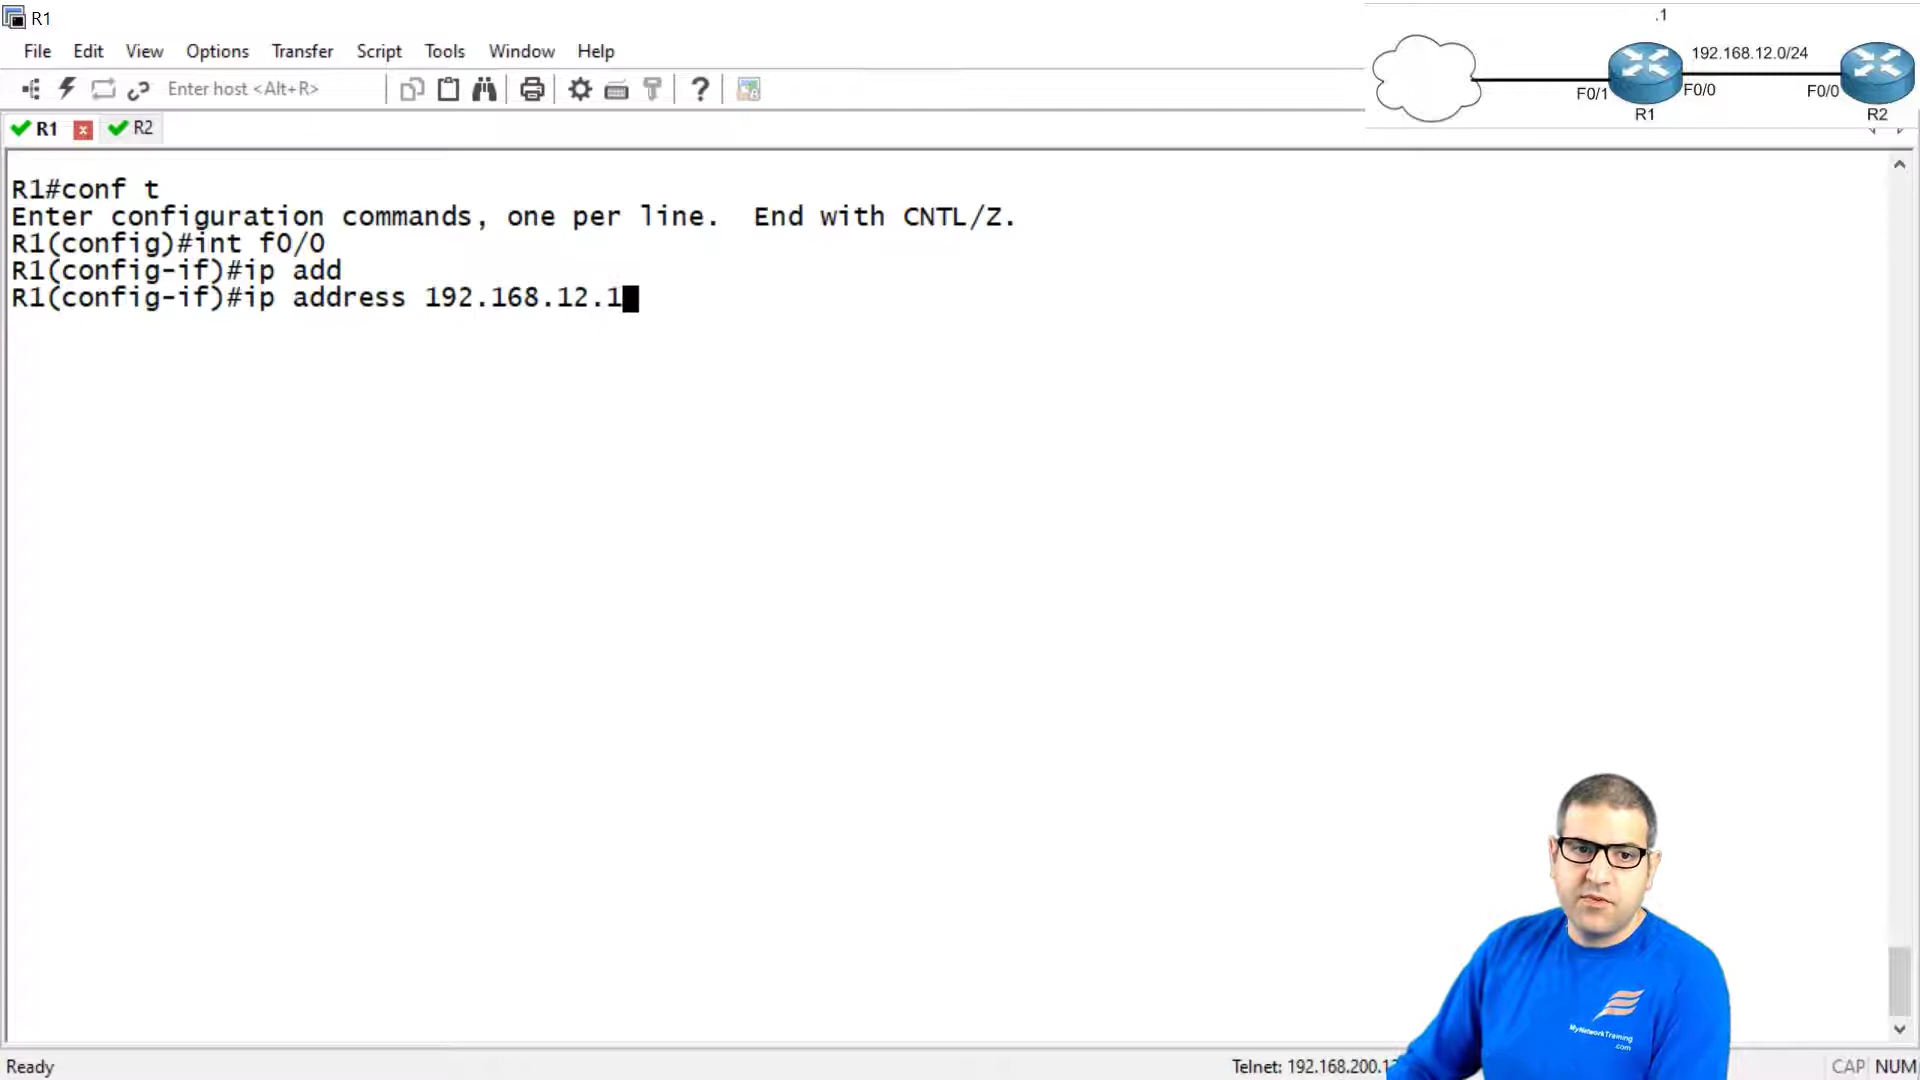 R1
File Edit View Options Transfer Script Tools Window Help
Enter host <Alt+R>
R1 R2
.1
192.168.12.0/24
F0/1 F0/0 F0/0
R1 R2
R1#conf t
Enter configuration commands, one per line.  End with CNTL/Z.
R1(config)#int f0/0
R1(config-if)#ip add
R1(config-if)#ip address 192.168.12.1
MyNetworkTraining
.com
Ready Telnet: 192.168.200.1 CAP NUM